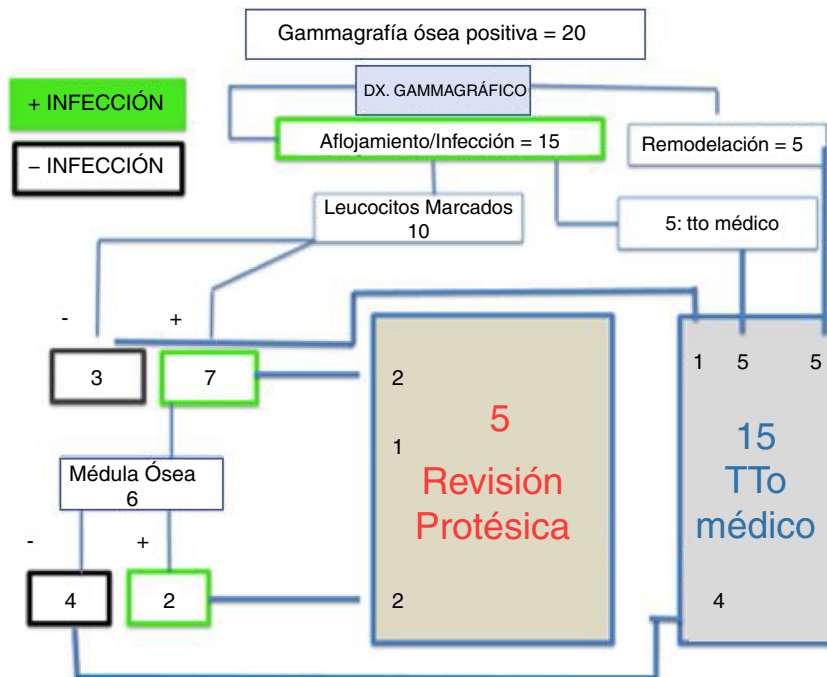 Gammagrafía ósea positiva = 20
DX. GAMMAGRÁFICO
+ INFECCIÓN
– INFECCIÓN
Aflojamiento/Infección = 15
Remodelación = 5
Leucocitos Marcados
10
5: tto médico
-
+
3
7
2
1
5
Revisión
Protésica
2
1
5
5
15
TTo
médico
4
Médula Ósea
6
-
+
4
2